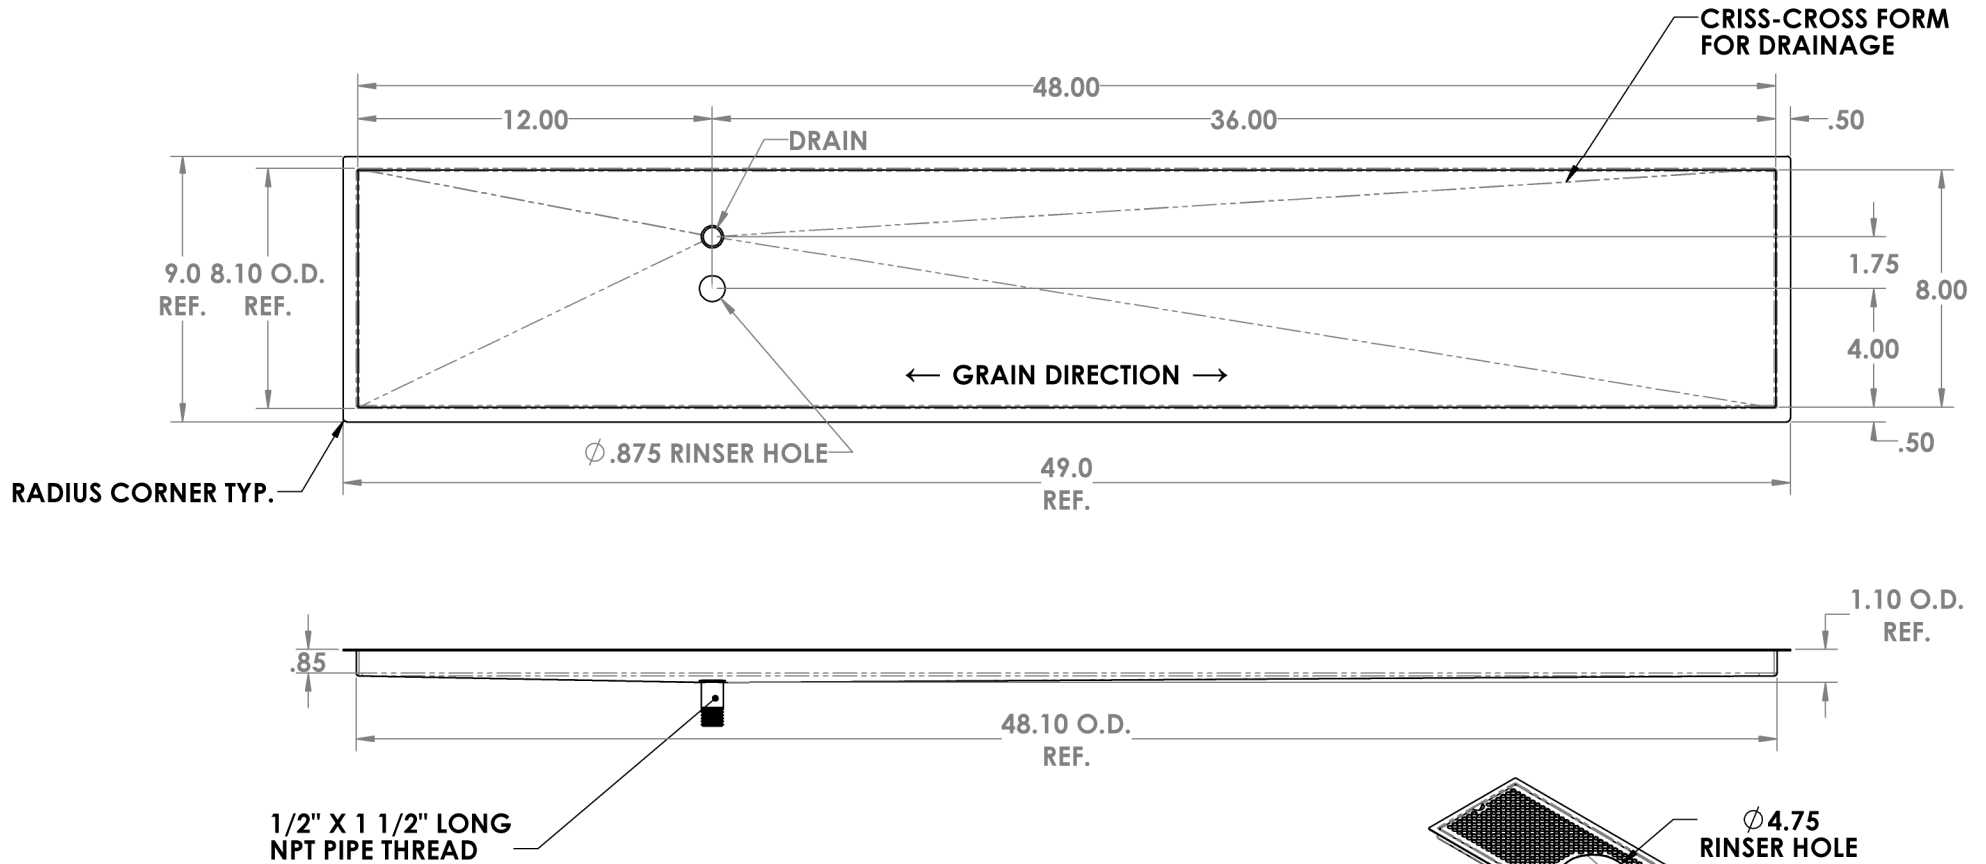 CRISS-CROSS FORM
FOR DRAINAGE
48.00
12.00
36.00
.50
DRAIN
9.0
REF.
8.10 O.D.
REF.
1.75
8.00
4.00
← GRAIN DIRECTION →
.50
∅.875 RINSER HOLE
49.0
REF.
RADIUS CORNER TYP.
1.10 O.D.
REF.
.85
48.10 O.D.
REF.
1/2" X 1 1/2" LONG
NPT PIPE THREAD
∅4.75
RINSER HOLE